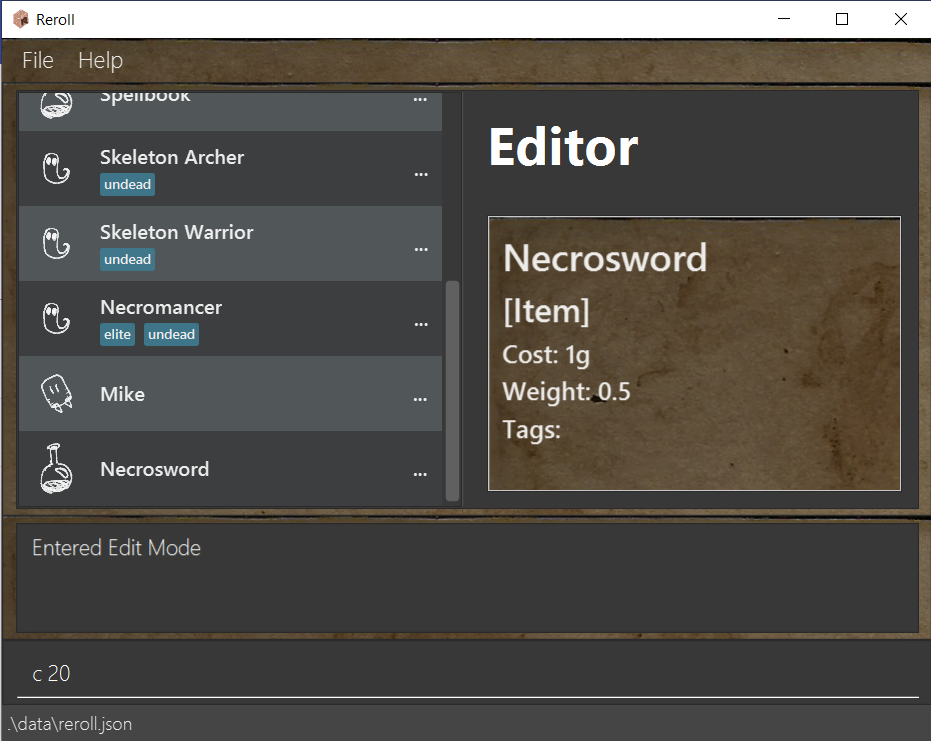 Reroll
File Help
Spellbook ...
Skeleton Archer
undead
...
Skeleton Warrior
undead
...
Necromancer
elite undead
...
Mike ...
Necrosword ...
Editor
Necrosword
[Item]
Cost: 1g
Weight: 0.5
Tags:
Entered Edit Mode
c 20
.\data\reroll.json